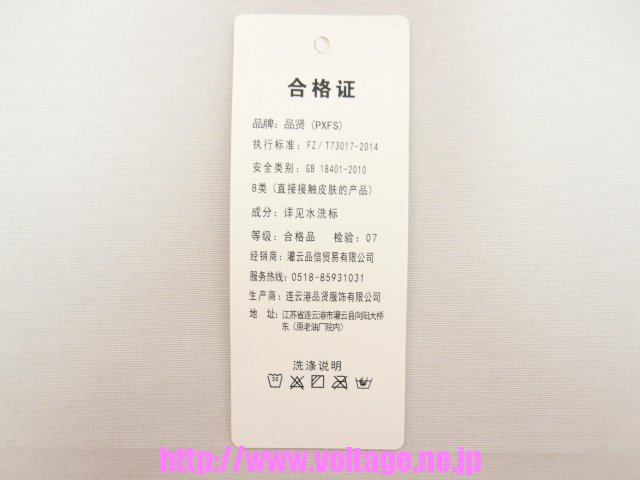 合格证
品牌：品贤（PXFS）
执行标准：FZ/T73017-2014
安全类别：GB 18401-2010
B类（直接接触皮肤的产品）
成分：详见水洗标
等级：合格品 检验：07
经销商：灌云品信贸易有限公司
服务热线：0518-85931031
生产商：连云港品贤服饰有限公司
地 址：江苏省连云港市灌云县向阳大桥
东（原老油厂院内）
洗涤说明
30
http://www.voltage.ne.jp